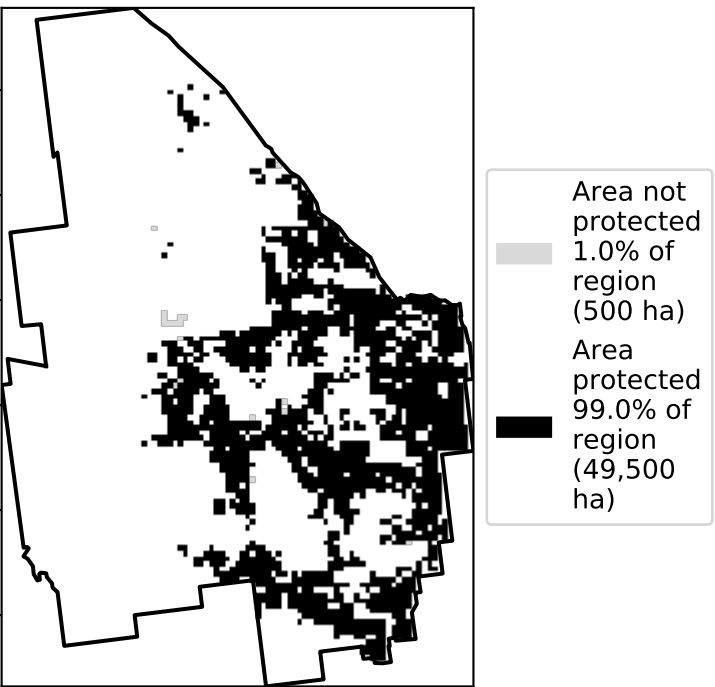 Area not
protected
1.0% of
region
(500 ha)
Area
protected
99.0% of
region
(49,500
ha)